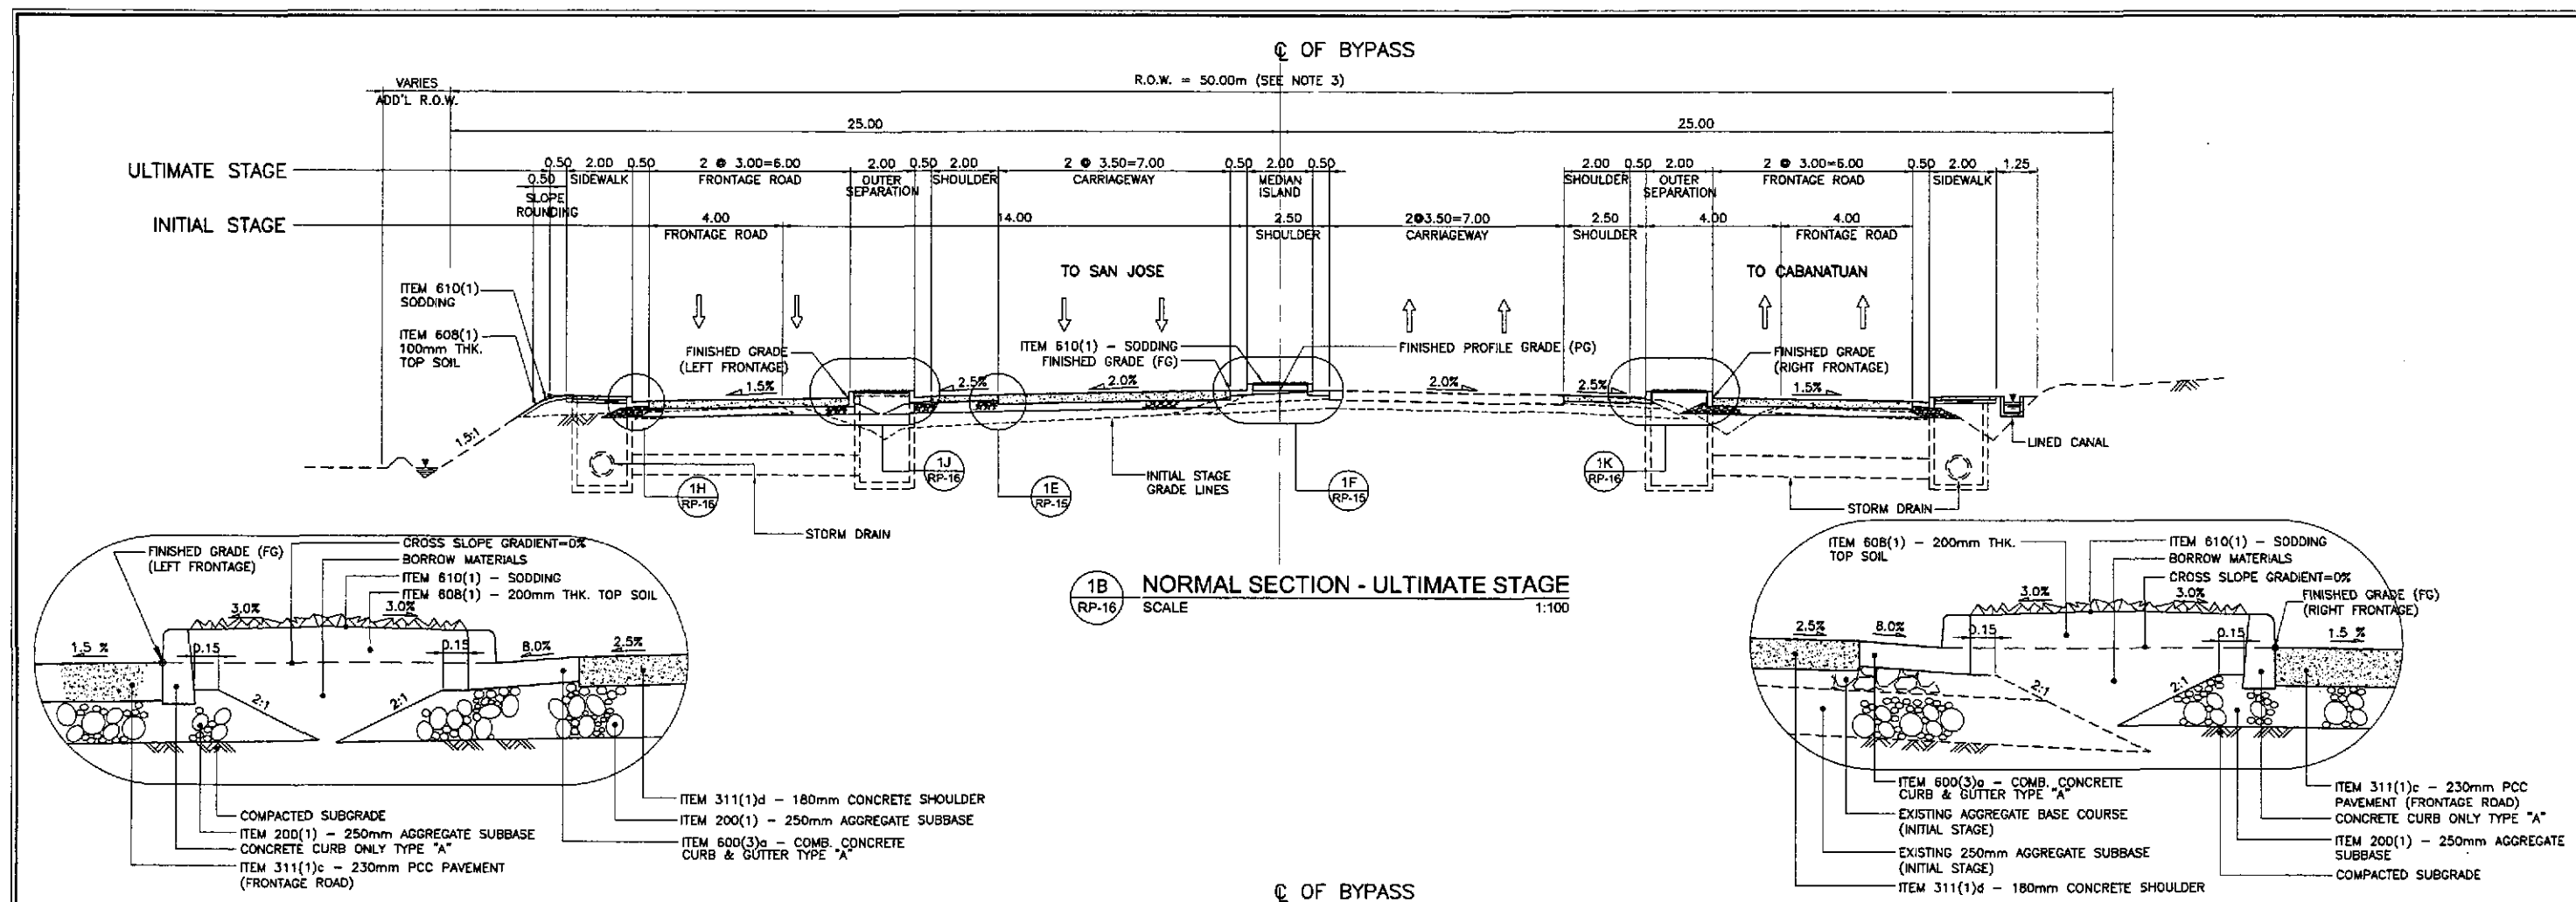 ℄ OF BYPASS
VARIES
ADD'L R.O.W.
R.O.W. = 50.00m (SEE NOTE 3)
25.00
25.00
ULTIMATE STAGE
0.50 2.00 0.50 2 @ 3.00=6.00 2.00 0.50 2.00 2 @ 3.50=7.00 0.50 2.00 0.50 2.00 0.50 2.00 2 @ 3.00=6.00 0.50 2.00 1.25
0.50 SIDEWALK FRONTAGE ROAD OUTER SEPARATION SHOULDER CARRIAGEWAY MEDIAN ISLAND SHOULDER OUTER SEPARATION FRONTAGE ROAD SIDEWALK
SLOPE
ROUNDING
INITIAL STAGE
4.00 14.00 2.50 2@3.50=7.00 2.50 4.00 4.00
FRONTAGE ROAD SHOULDER CARRIAGEWAY SHOULDER FRONTAGE ROAD
TO SAN JOSE
TO CABANATUAN
ITEM 610(1)
SODDING
ITEM 608(1)
100mm THK.
TOP SOIL
FINISHED GRADE
(LEFT FRONTAGE)
ITEM 610(1) - SODDING
FINISHED GRADE (FG)
FINISHED PROFILE GRADE (PG)
FINISHED GRADE
(RIGHT FRONTAGE)
1.5% 2.5% 2.0% 2.0% 2.5% 1.5%
1.5:1
LINED CANAL
INITIAL STAGE
GRADE LINES
1H
RP-16
1J
RP-16
1E
RP-15
1F
RP-15
1K
RP-16
STORM DRAIN
STORM DRAIN
1B
RP-16
NORMAL SECTION - ULTIMATE STAGE
SCALE 1:100
FINISHED GRADE (FG)
(LEFT FRONTAGE)
CROSS SLOPE GRADIENT=0%
BORROW MATERIALS
ITEM 610(1) - SODDING
ITEM 608(1) - 200mm THK. TOP SOIL
3.0% 3.0%
1.5 % 0.15 0.15 8.0% 2.5%
2:1 2:1
COMPACTED SUBGRADE
ITEM 200(1) - 250mm AGGREGATE SUBBASE
CONCRETE CURB ONLY TYPE "A"
ITEM 311(1)c - 230mm PCC PAVEMENT
(FRONTAGE ROAD)
ITEM 311(1)d - 180mm CONCRETE SHOULDER
ITEM 200(1) - 250mm AGGREGATE SUBBASE
ITEM 600(3)a - COMB. CONCRETE
CURB & GUTTER TYPE "A"
ITEM 608(1) - 200mm THK.
TOP SOIL
ITEM 610(1) - SODDING
BORROW MATERIALS
CROSS SLOPE GRADIENT=0%
FINISHED GRADE (FG)
(RIGHT FRONTAGE)
3.0% 3.0%
2.5% 8.0% 0.15 0.15 1.5 %
2:1 2:1
ITEM 600(3)a - COMB. CONCRETE
CURB & GUTTER TYPE "A"
EXISTING AGGREGATE BASE COURSE
(INITIAL STAGE)
EXISTING 250mm AGGREGATE SUBBASE
(INITIAL STAGE)
ITEM 311(1)d - 180mm CONCRETE SHOULDER
ITEM 311(1)c - 230mm PCC
PAVEMENT (FRONTAGE ROAD)
CONCRETE CURB ONLY TYPE "A"
ITEM 200(1) - 250mm AGGREGATE
SUBBASE
COMPACTED SUBGRADE
℄ OF BYPASS